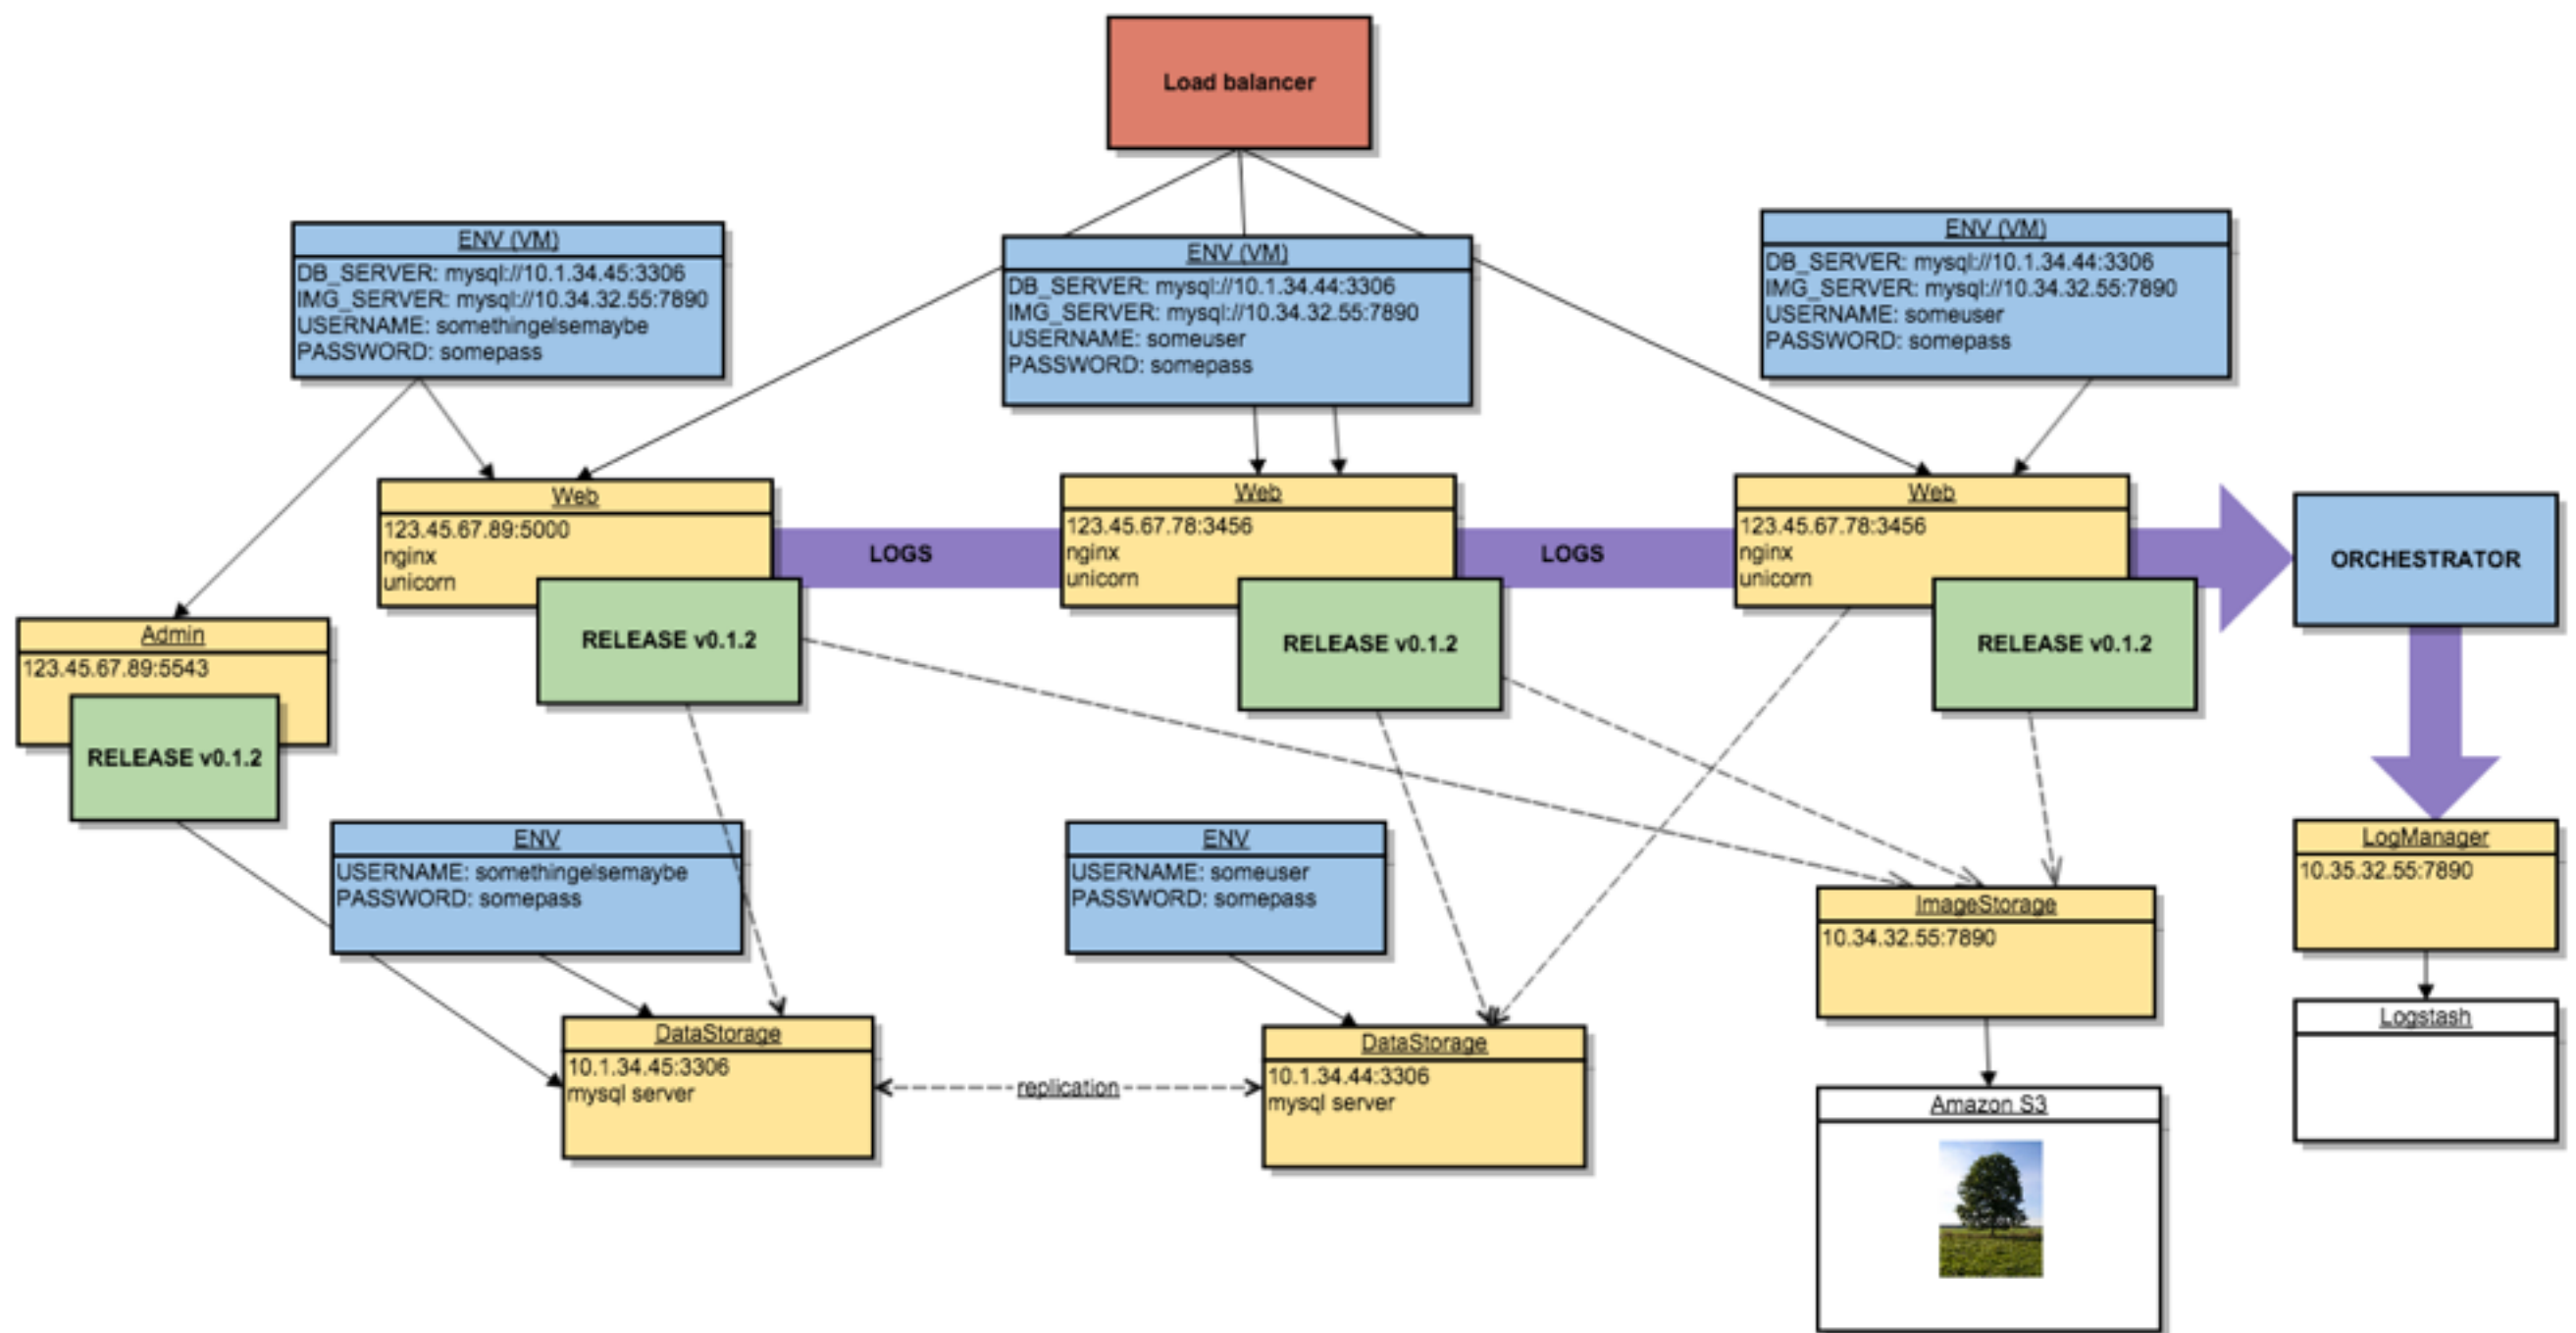 Load balancer
ENV (VM)
DB_SERVER: mysql://10.1.34.45:3306
IMG_SERVER: mysql://10.34.32.55:7890
USERNAME: somethingelsemaybe
PASSWORD: somepass
ENV (VM)
DB_SERVER: mysql://10.1.34.44:3306
IMG_SERVER: mysql://10.34.32.55:7890
USERNAME: someuser
PASSWORD: somepass
ENV (VM)
DB_SERVER: mysql://10.1.34.44:3306
IMG_SERVER: mysql://10.34.32.55:7890
USERNAME: someuser
PASSWORD: somepass
Web
123.45.67.89:5000
nginx
unicorn
RELEASE v0.1.2
LOGS
Web
123.45.67.78:3456
nginx
unicorn
RELEASE v0.1.2
LOGS
Web
123.45.67.78:3456
nginx
unicorn
RELEASE v0.1.2
ORCHESTRATOR
Admin
123.45.67.89:5543
RELEASE v0.1.2
ENV
USERNAME: somethingelsemaybe
PASSWORD: somepass
ENV
USERNAME: someuser
PASSWORD: somepass
ImageStorage
10.34.32.55:7890
LogManager
10.35.32.55:7890
DataStorage
10.1.34.45:3306
mysql server
replication
DataStorage
10.1.34.44:3306
mysql server
Amazon S3
Logstash